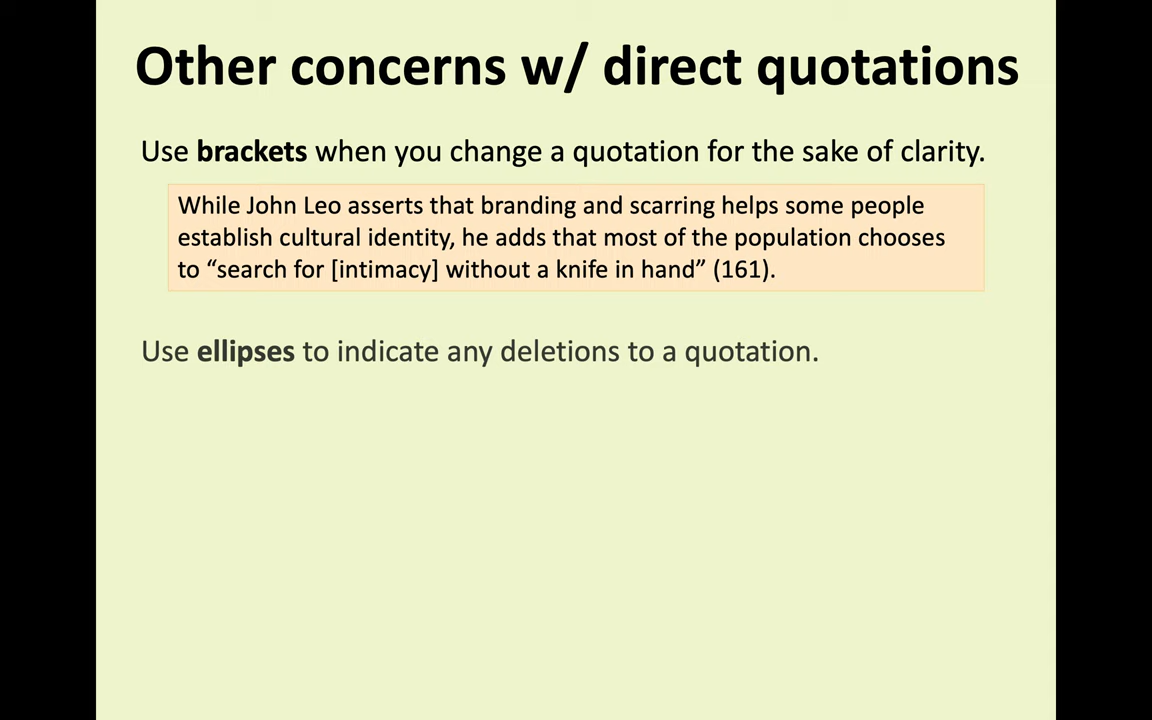 Other concerns w/ direct quotations
Use brackets when you change a quotation for the sake of clarity.
While John Leo asserts that branding and scarring helps some people
establish cultural identity, he adds that most of the population chooses
to “search for [intimacy] without a knife in hand” (161).
Use ellipses to indicate any deletions to a quotation.